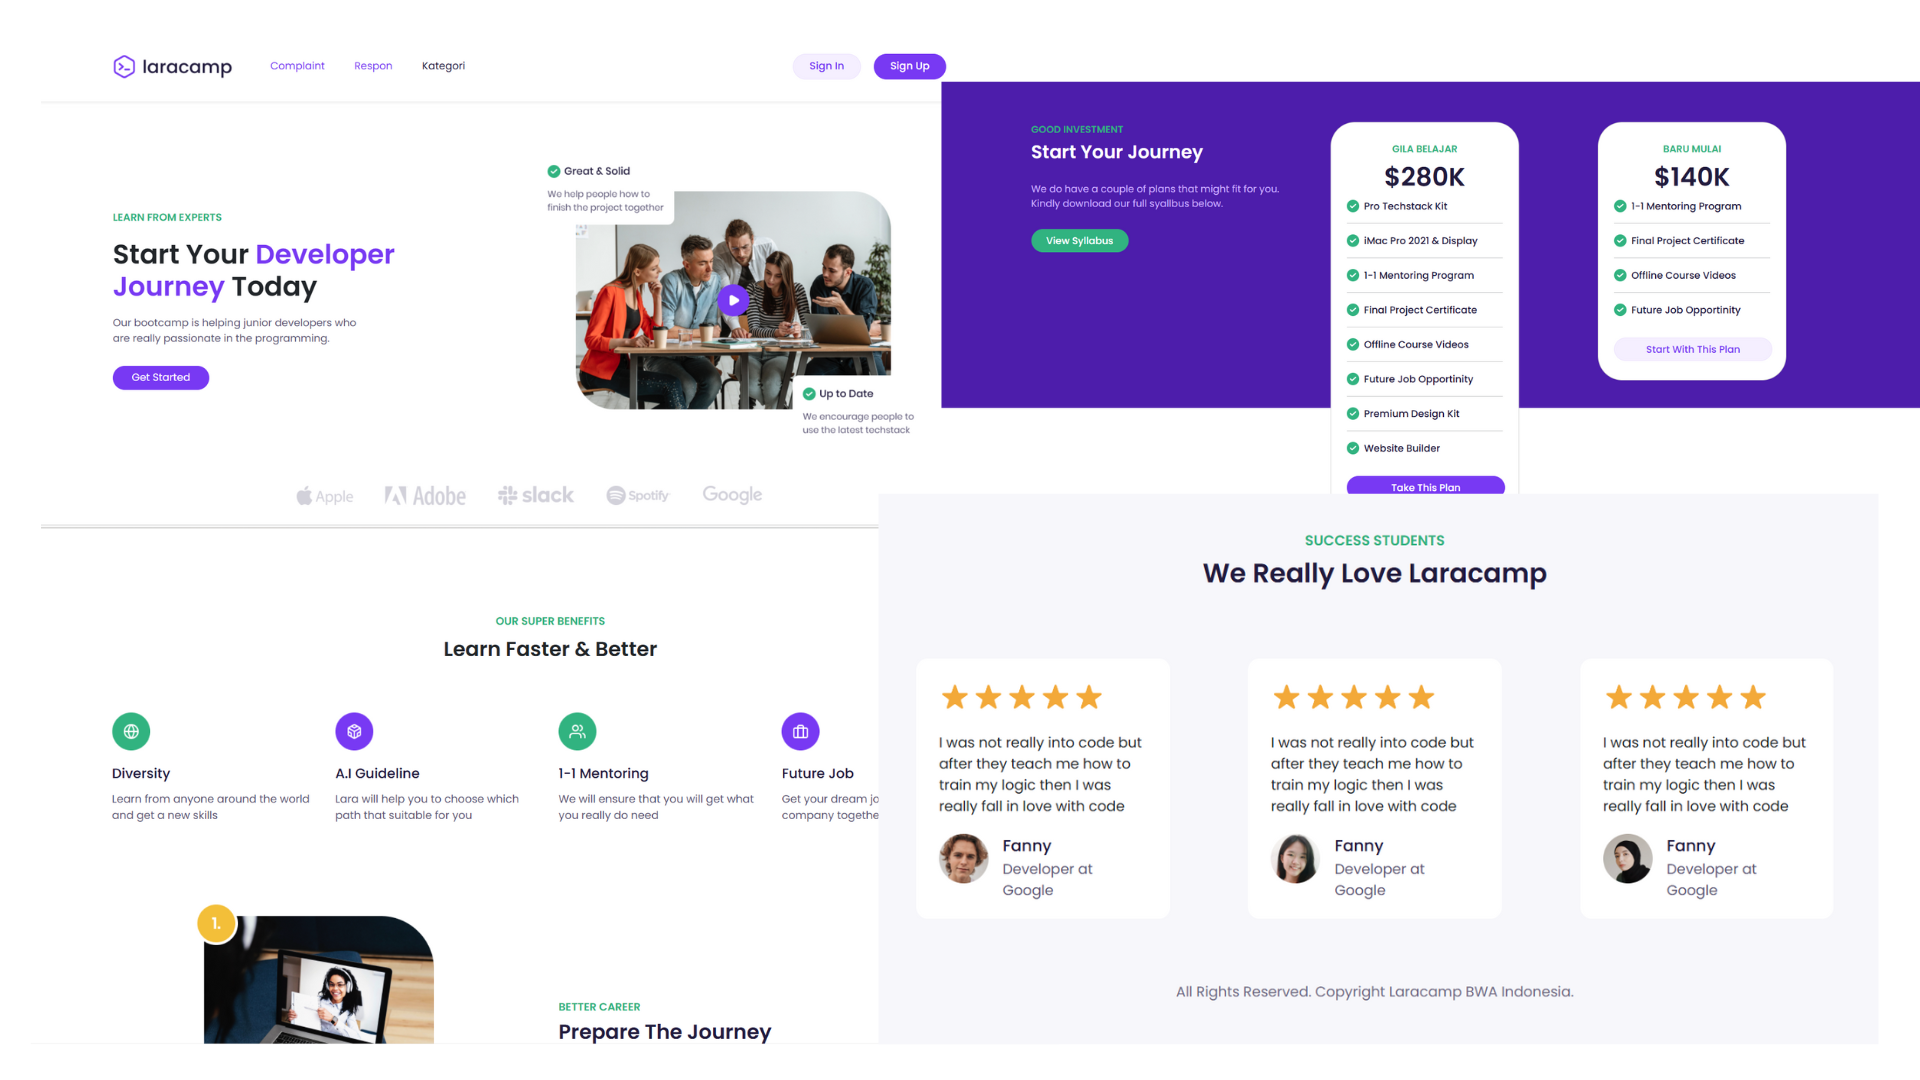 laracamp
Complaint
Respon
Kategori
Sign In
Sign Up
LEARN FROM EXPERTS
Start Your Developer
Journey Today
Our bootcamp is helping junior developers who
are really passionate in the programming.
Get Started
Great & Solid
We help people how to
finish the project together
Up to Date
We encourage people to
use the latest techstack
Apple
Adobe
slack
Spotify
Google
GOOD INVESTMENT
Start Your Journey
We do have a couple of plans that might fit for you.
Kindly download our full syallbus below.
View Syllabus
GILA BELAJAR
$280K
Pro Techstack Kit
iMac Pro 2021 & Display
1-1 Mentoring Program
Final Project Certificate
Offline Course Videos
Future Job Opportinity
Premium Design Kit
Website Builder
Take This Plan
BARU MULAI
$140K
1-1 Mentoring Program
Final Project Certificate
Offline Course Videos
Future Job Opportinity
Start With This Plan
OUR SUPER BENEFITS
Learn Faster & Better
Diversity
Learn from anyone around the world
and get a new skills
A.I Guideline
Lara will help you to choose which
path that suitable for you
1-1 Mentoring
We will ensure that you will get what
you really do need
Future Job
Get your dream jo
company togethe
1.
BETTER CAREER
Prepare The Journey
SUCCESS STUDENTS
We Really Love Laracamp
I was not really into code but
after they teach me how to
train my logic then I was
really fall in love with code
Fanny
Developer at
Google
I was not really into code but
after they teach me how to
train my logic then I was
really fall in love with code
Fanny
Developer at
Google
I was not really into code but
after they teach me how to
train my logic then I was
really fall in love with code
Fanny
Developer at
Google
All Rights Reserved. Copyright Laracamp BWA Indonesia.